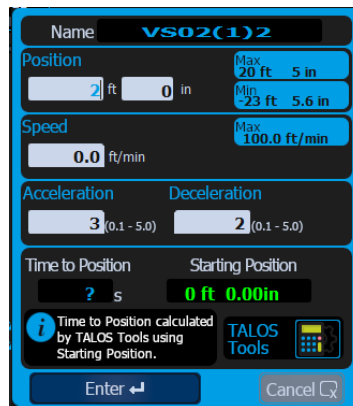 Name VS02(1)2
Position
Max
20 ft 5 in
2 ft 0 in
Min
-23 ft 5.6 in
Speed
Max
100.0 ft/min
0.0 ft/min
Acceleration Deceleration
3 (0.1 - 5.0) 2 (0.1 - 5.0)
Time to Position Starting Position
? s 0 ft 0.00in
i Time to Position calculated
by TALOS Tools using
Starting Position.
TALOS
Tools
Enter ↵ Cancel